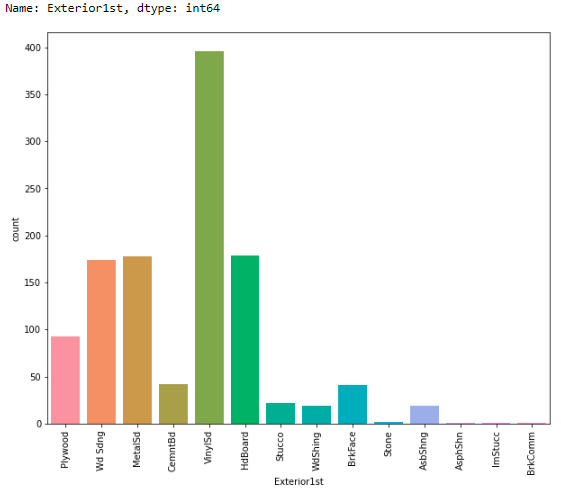 Name: Exterior1st, dtype: int64
400
350
300
250
200
150
100
50
0
count
Plywood
Wd Sdng
MetalSd
CemntBd
VinylSd
HdBoard
Stucco
WdShing
BrkFace
Stone
AsbShng
AsphShn
ImStucc
BrkComm
Exterior1st